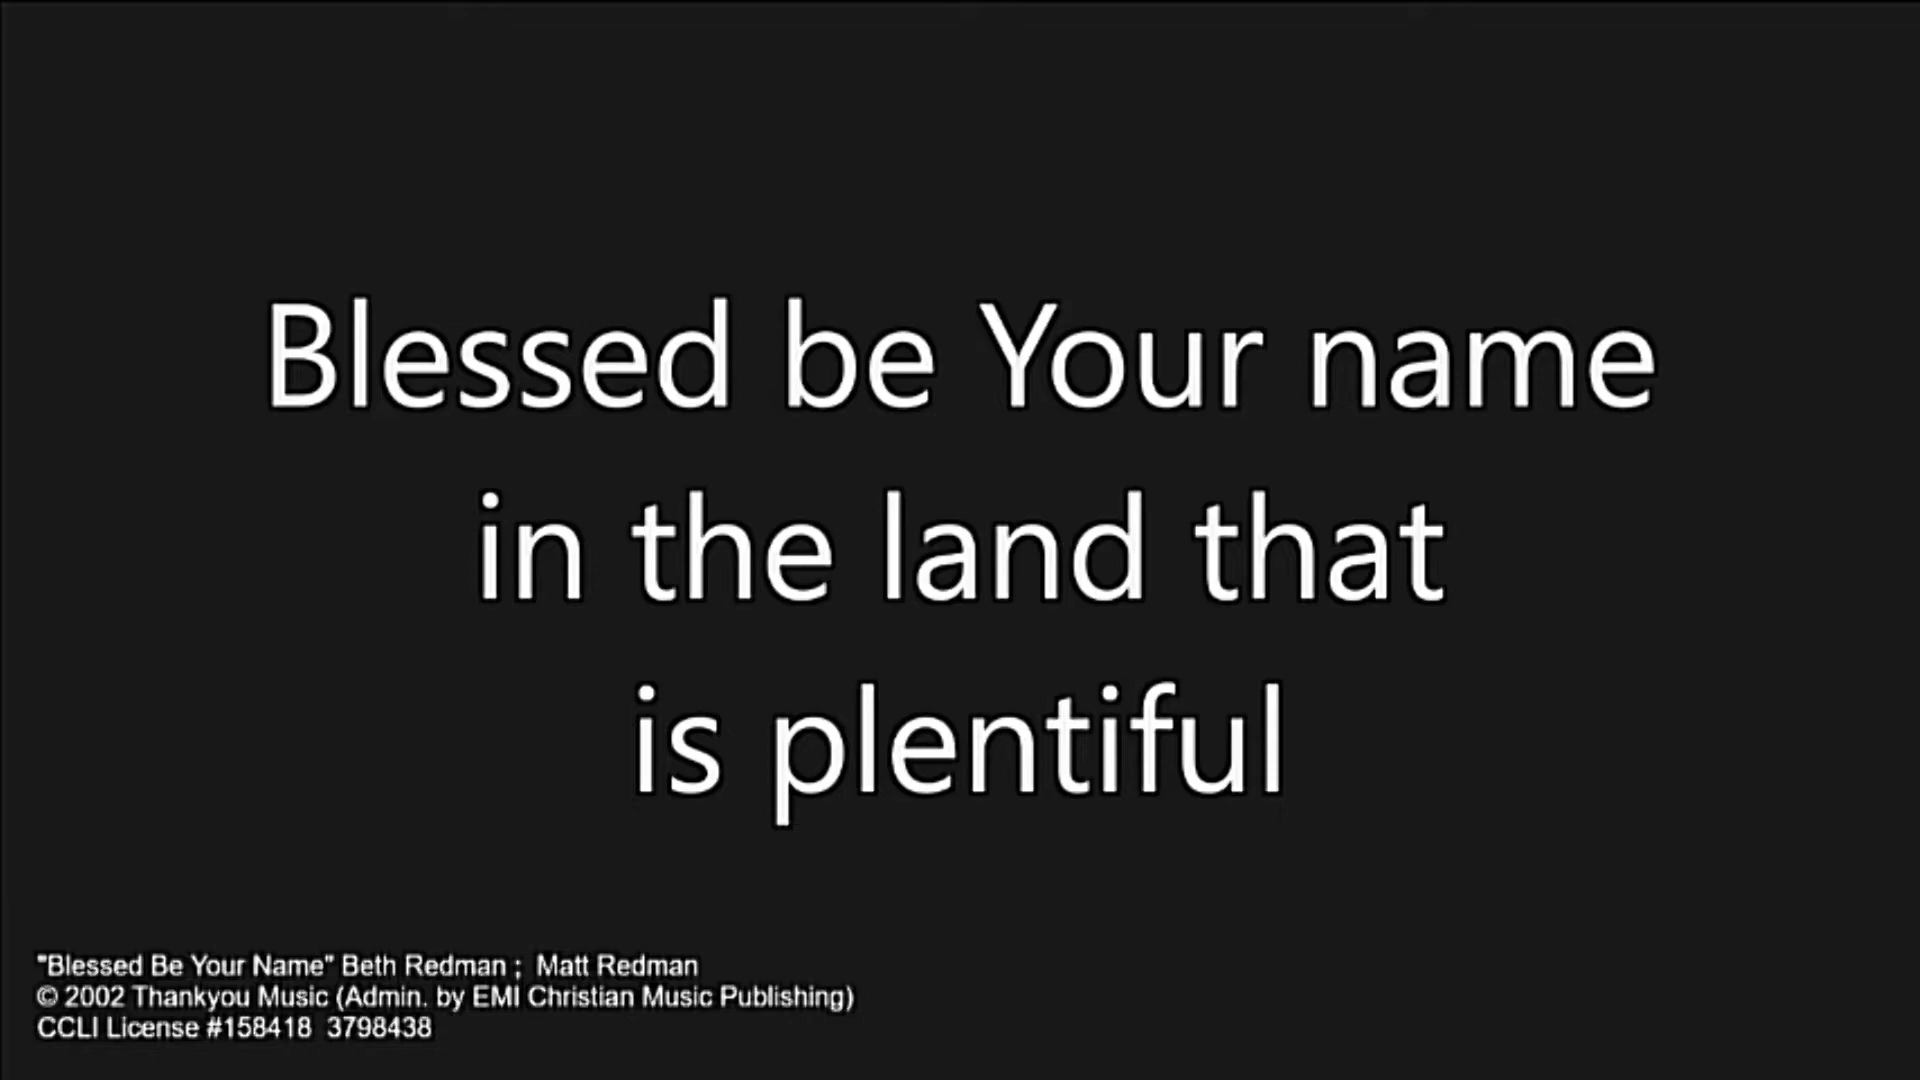 Blessed be Your name
in the land that
is plentiful
"Blessed Be Your Name" Beth Redman ;  Matt Redman
© 2002 Thankyou Music (Admin. by EMI Christian Music Publishing)
CCLI License #158418  3798438